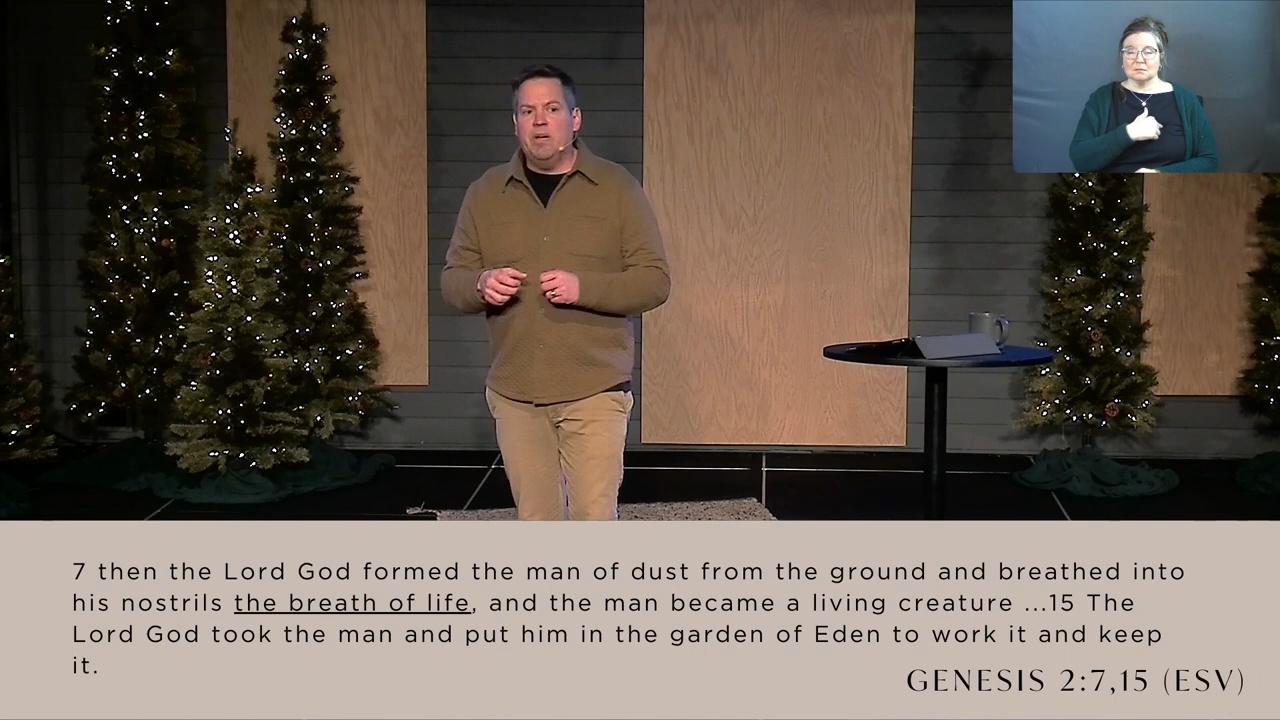 7 then the Lord God formed the man of dust from the ground and breathed into
his nostrils the breath of life, and the man became a living creature ...15 The
Lord God took the man and put him in the garden of Eden to work it and keep
it.
GENESIS 2:7,15 (ESV)